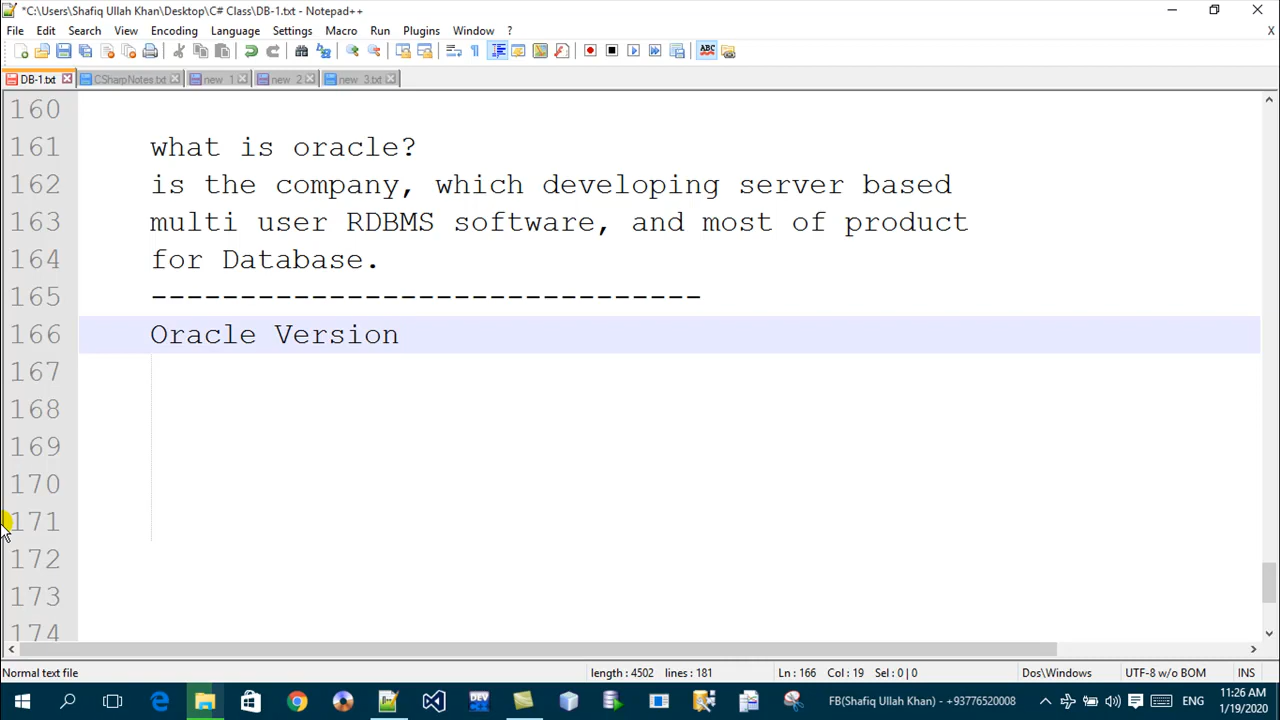 *C:\Users\Shafiq Ullah Khan\Desktop\C# Class\DB-1.txt - Notepad++
File Edit Search View Encoding Language Settings Macro Run Plugins Window ? X
ABC
DB-1.txt CSharpNotes.txt new 1 new 2 new 3.txt
160
161 what is oracle?
162 is the company, which developing server based
163 multi user RDBMS software, and most of product
164 for Database.
165 -------------------------------
166 Oracle Version
167
168
169
170
171
172
173
174
Normal text file length : 4502 lines : 181 Ln : 166 Col : 19 Sel : 0 | 0 Dos\Windows UTF-8 w/o BOM INS
DEV
FB(Shafiq Ullah Khan) - +93776520008 ENG 11:26 AM
1/19/2020